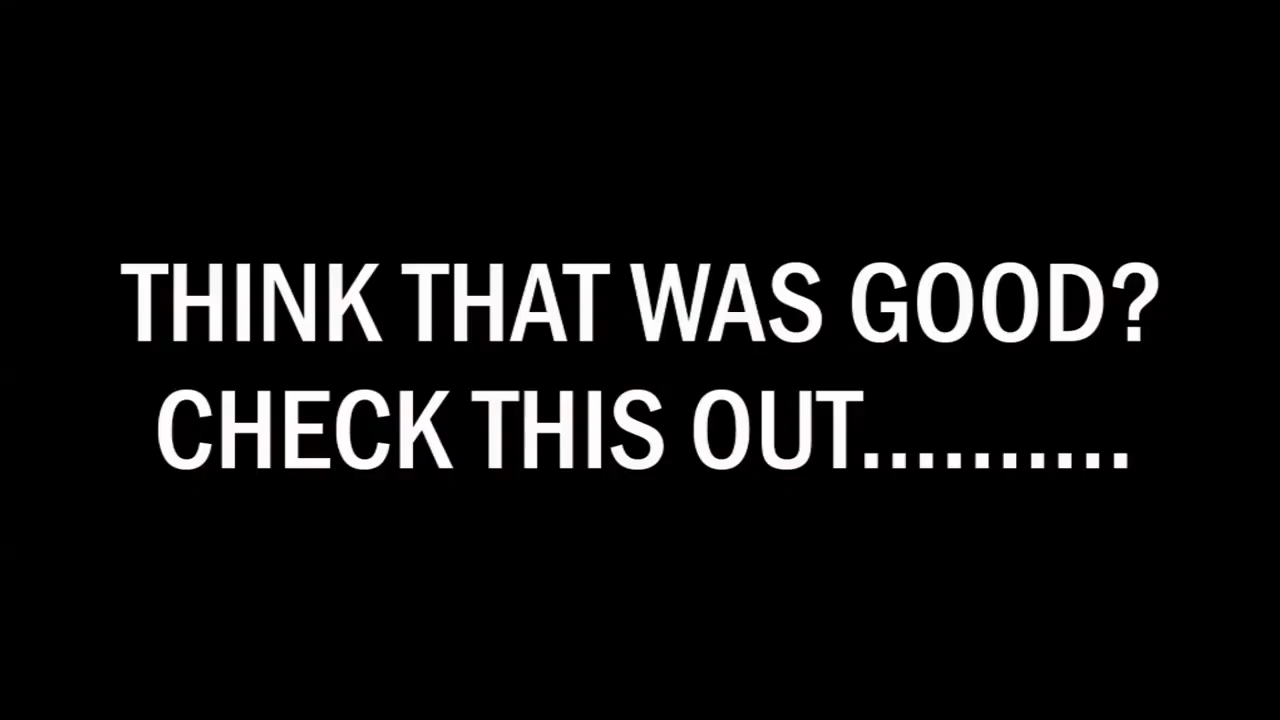 THINK THAT WAS GOOD?
CHECK THIS OUT..........